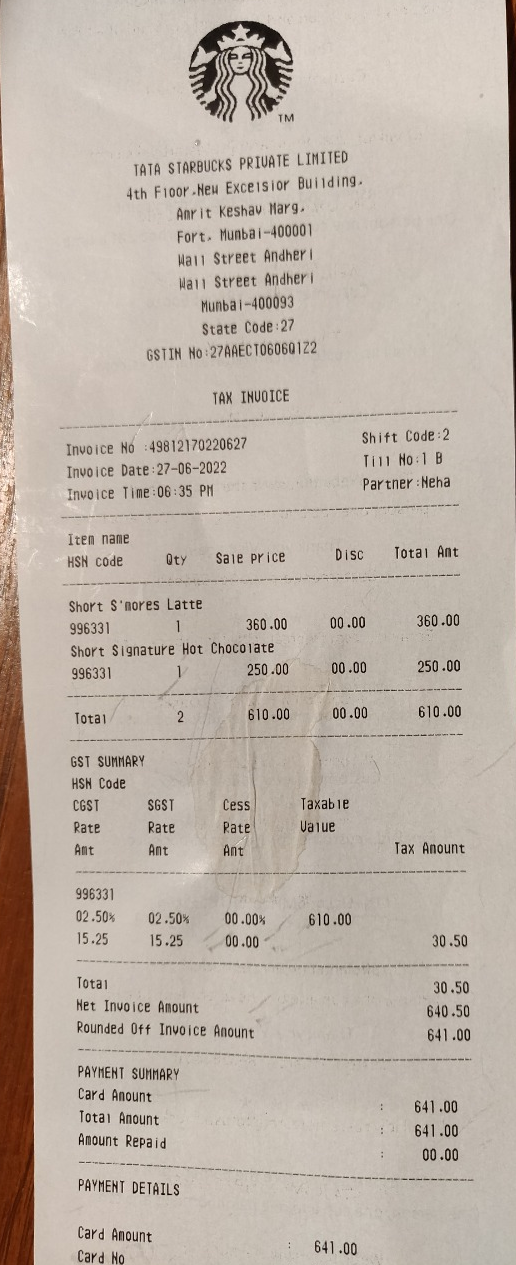 TM
TATA STARBUCKS PRIVATE LIMITED
4th Floor,New Excelsior Building,
Amrit Keshav Marg,
Fort, Mumbai-400001
Wall Street Andheri
Wall Street Andheri
Mumbai-400093
State Code:27
GSTIN No:27AAECT0606Q1Z2
TAX INVOICE
Invoice No :49812170220627 Shift Code:2
Invoice Date:27-06-2022 Till No:1 B
Invoice Time:06:35 PM Partner:Neha
Item name
HSN code Qty Sale price Disc Total Amt
Short S'mores Latte
996331 1 360.00 00.00 360.00
Short Signature Hot Chocolate
996331 1 250.00 00.00 250.00
Total 2 610.00 00.00 610.00
GST SUMMARY
HSN Code
CGST SGST Cess Taxable
Rate Rate Rate Value
Amt Amt Amt Tax Amount
996331
02.50% 02.50% 00.00% 610.00
15.25 15.25 00.00 30.50
Total 30.50
Net Invoice Amount 640.50
Rounded Off Invoice Amount 641.00
PAYMENT SUMMARY
Card Amount : 641.00
Total Amount : 641.00
Amount Repaid : 00.00
PAYMENT DETAILS
Card Amount : 641.00
Card No